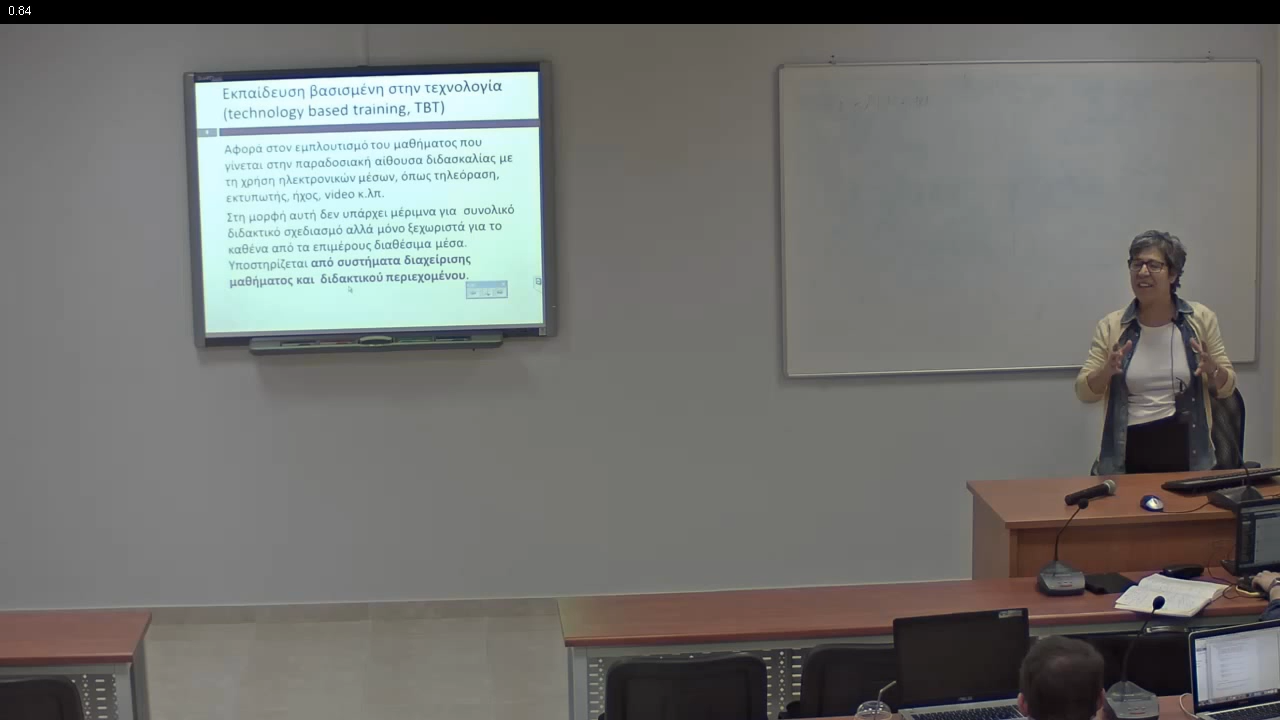 0.84
Εκπαίδευση βασισμένη στην τεχνολογία
(technology based training, TBT)
Αφορά στον εμπλουτισμό του μαθήματος που
γίνεται στην παραδοσιακή αίθουσα διδασκαλίας με
τη χρήση ηλεκτρονικών μέσων, όπως τηλεόραση,
εκτυπωτής, ήχος, video κ.λπ.
Στη μορφή αυτή δεν υπάρχει μέριμνα για συνολικό
διδακτικό σχεδιασμό αλλά μόνο ξεχωριστά για το
καθένα από τα επιμέρους διαθέσιμα μέσα.
Υποστηρίζεται από συστήματα διαχείρισης
μαθήματος και διδακτικού περιεχομένου.